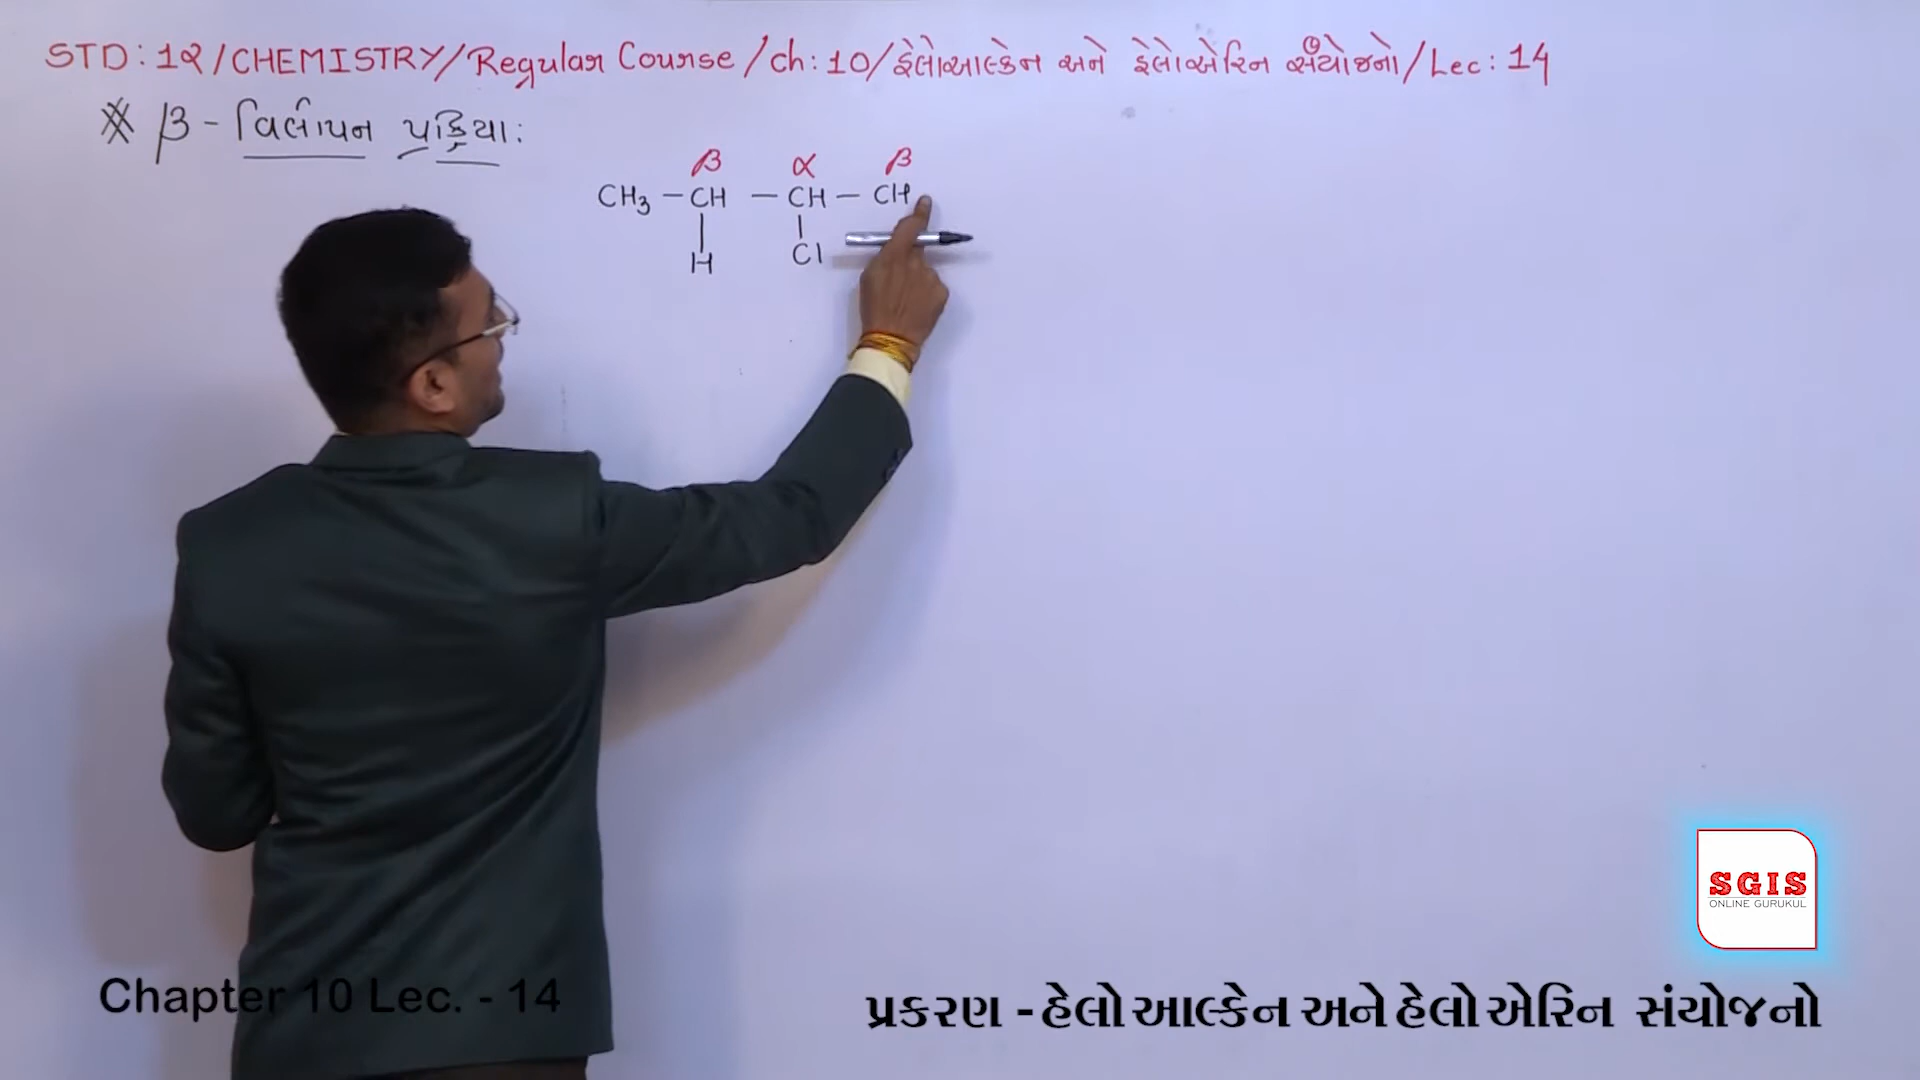 STD: 12/CHEMISTRY/Regular Course/ch: 10/હેલોઆલ્કેન અને હેલોએરિન સંયોજનો/Lec: 14
※ β - વિલોપન પ્રક્રિયા:
β α β
CH3 - CH - CH - CH
H Cl
SGIS
ONLINE GURUKUL
Chapter 10 Lec. - 14
પ્રકરણ - હેલો આલ્કેન અને હેલો એરિન સંયોજનો